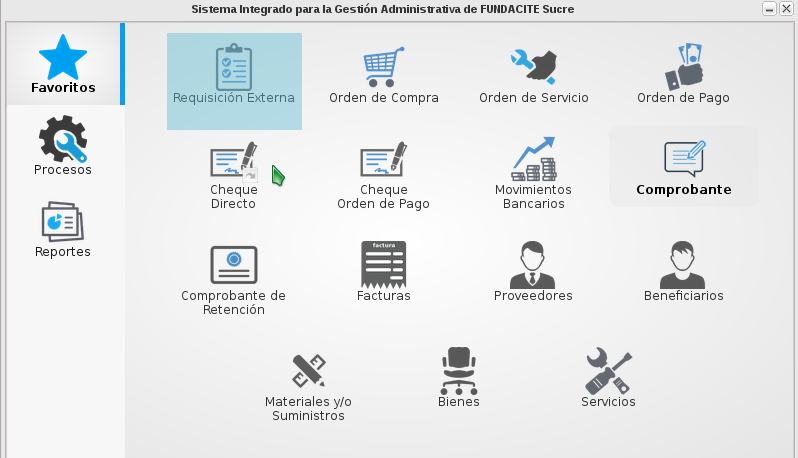 Sistema Integrado para la Gestión Administrativa de FUNDACITE Sucre
Favoritos
Procesos
Reportes
Requisición Externa
Orden de Compra
Orden de Servicio
Orden de Pago
Cheque
Directo
Cheque
Orden de Pago
Movimientos
Bancarios
Comprobante
Comprobante de
Retención
factura
Facturas
Proveedores
Beneficiarios
Materiales y/o
Suministros
Bienes
Servicios